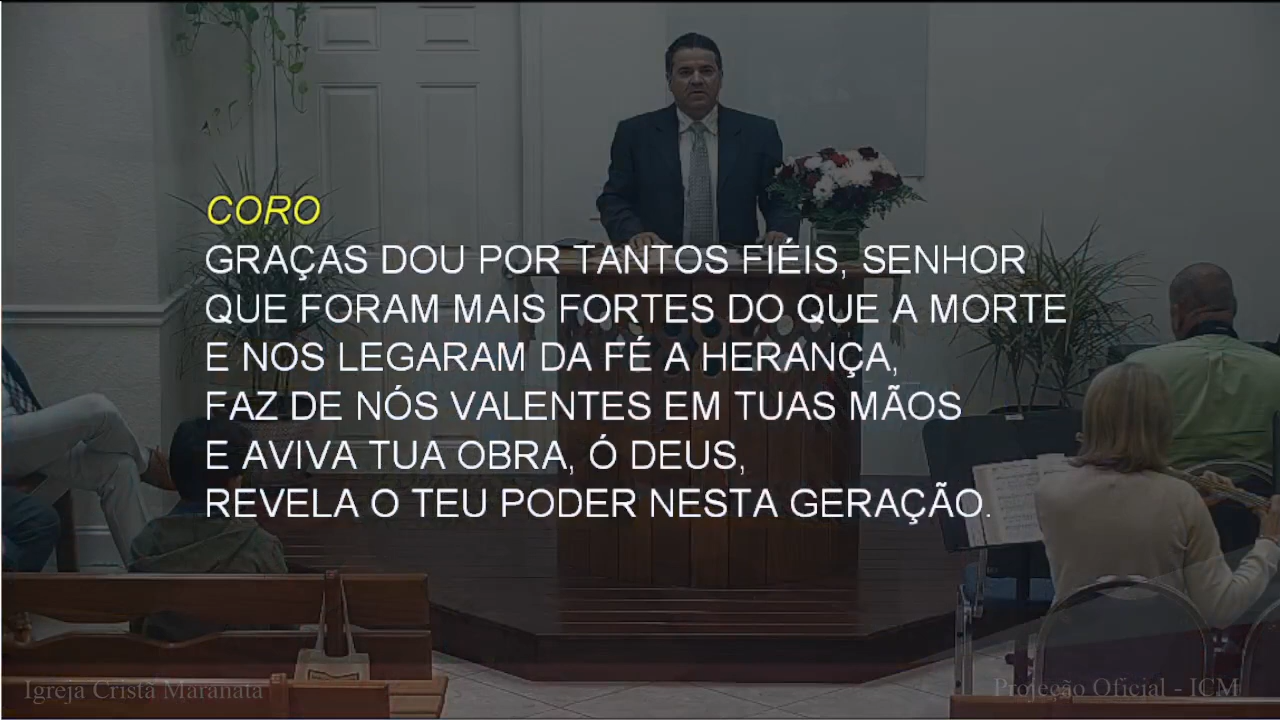 CORO
GRAÇAS DOU POR TANTOS FIÉIS, SENHOR
QUE FORAM MAIS FORTES DO QUE A MORTE
E NOS LEGARAM DA FÉ A HERANÇA,
FAZ DE NÓS VALENTES EM TUAS MÃOS
E AVIVA TUA OBRA, Ó DEUS,
REVELA O TEU PODER NESTA GERAÇÃO.
Igreja Cristã Maranata
Projeção Oficial - ICM